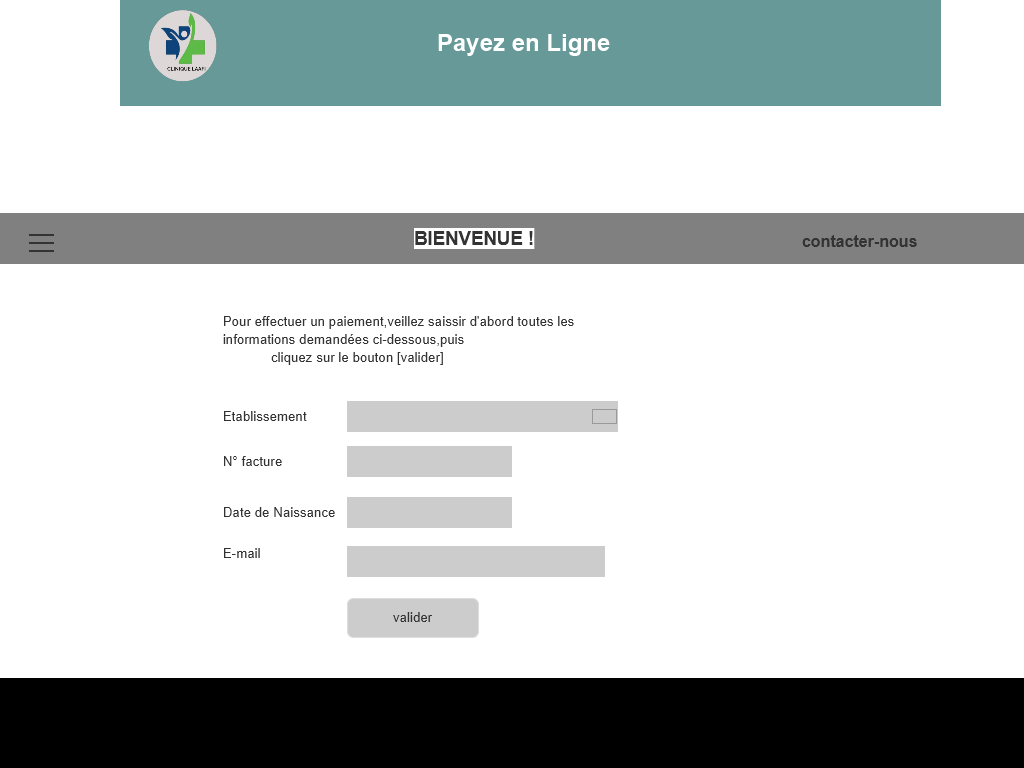 CLINIQUE LAAFI
Payez en Ligne
BIENVENUE !
contacter-nous
Pour effectuer un paiement,veillez saissir d'abord toutes les
informations demandées ci-dessous,puis
cliquez sur le bouton [valider]
Etablissement
N° facture
Date de Naissance
E-mail
valider